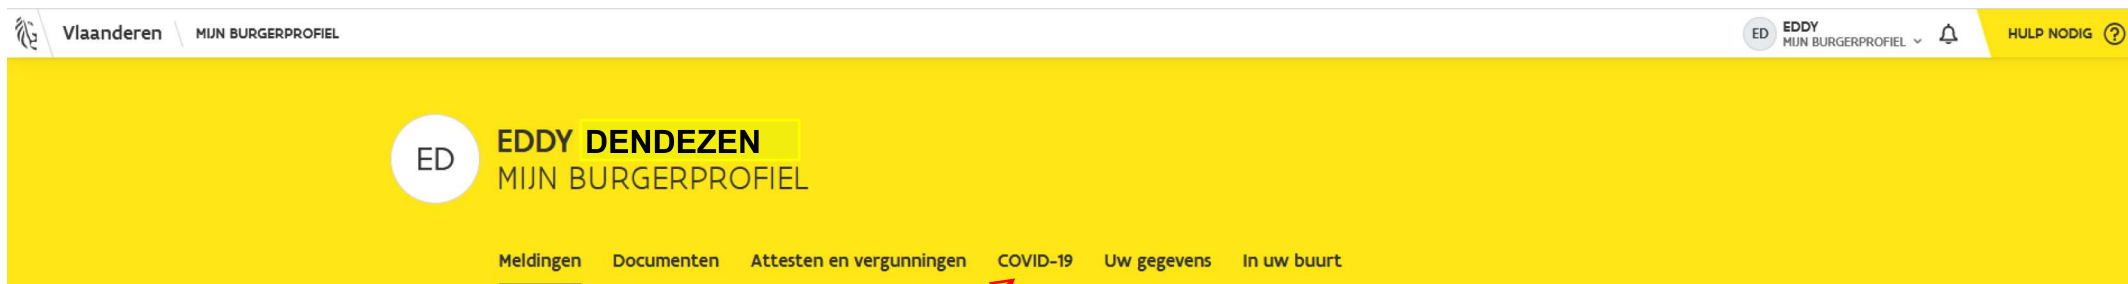 Vlaanderen MIJN BURGERPROFIEL ED EDDY HULP NODIG ?
MIJN BURGERPROFIEL
ED EDDY DENDEZEN
MIJN BURGERPROFIEL
Meldingen Documenten Attesten en vergunningen COVID-19 Uw gegevens In uw buurt